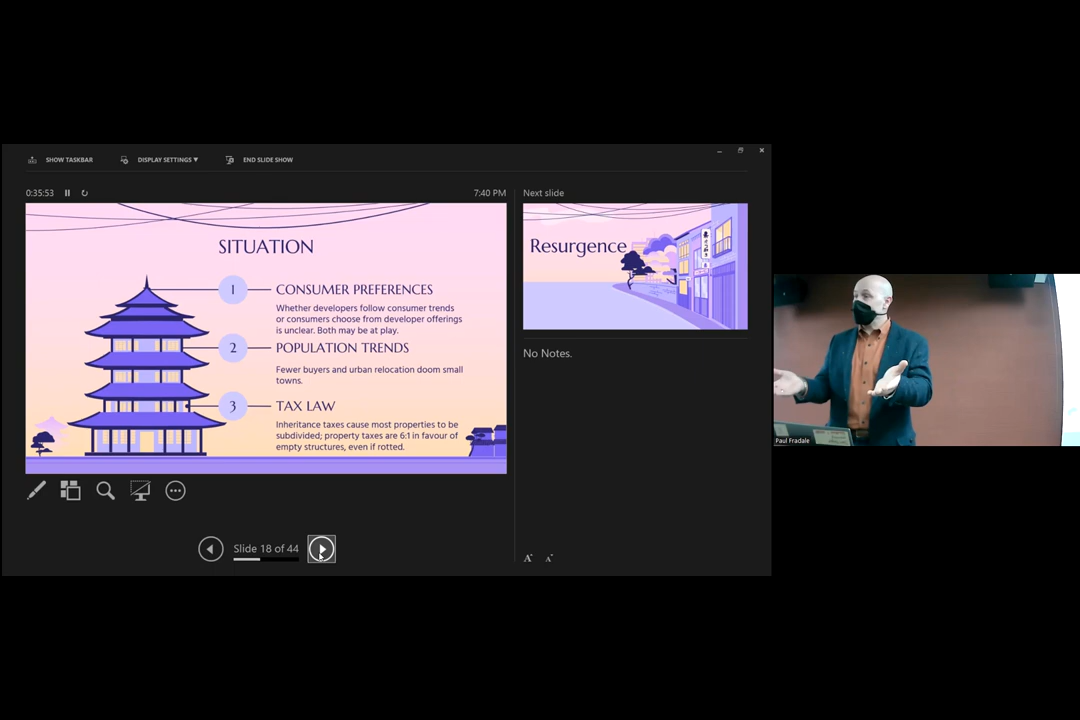 SHOW TASKBAR
DISPLAY SETTINGS ▼
END SLIDE SHOW
0:35:53
7:40 PM
Next slide
SITUATION
1
CONSUMER PREFERENCES
Whether developers follow consumer trends
or consumers choose from developer offerings
is unclear. Both may be at play.
2
POPULATION TRENDS
Fewer buyers and urban relocation doom small
towns.
3
TAX LAW
Inheritance taxes cause most properties to be
subdivided; property taxes are 6:1 in favour of
empty structures, even if rotted.
Resurgence
No Notes.
Slide 18 of 44
A
A
Paul Fradale